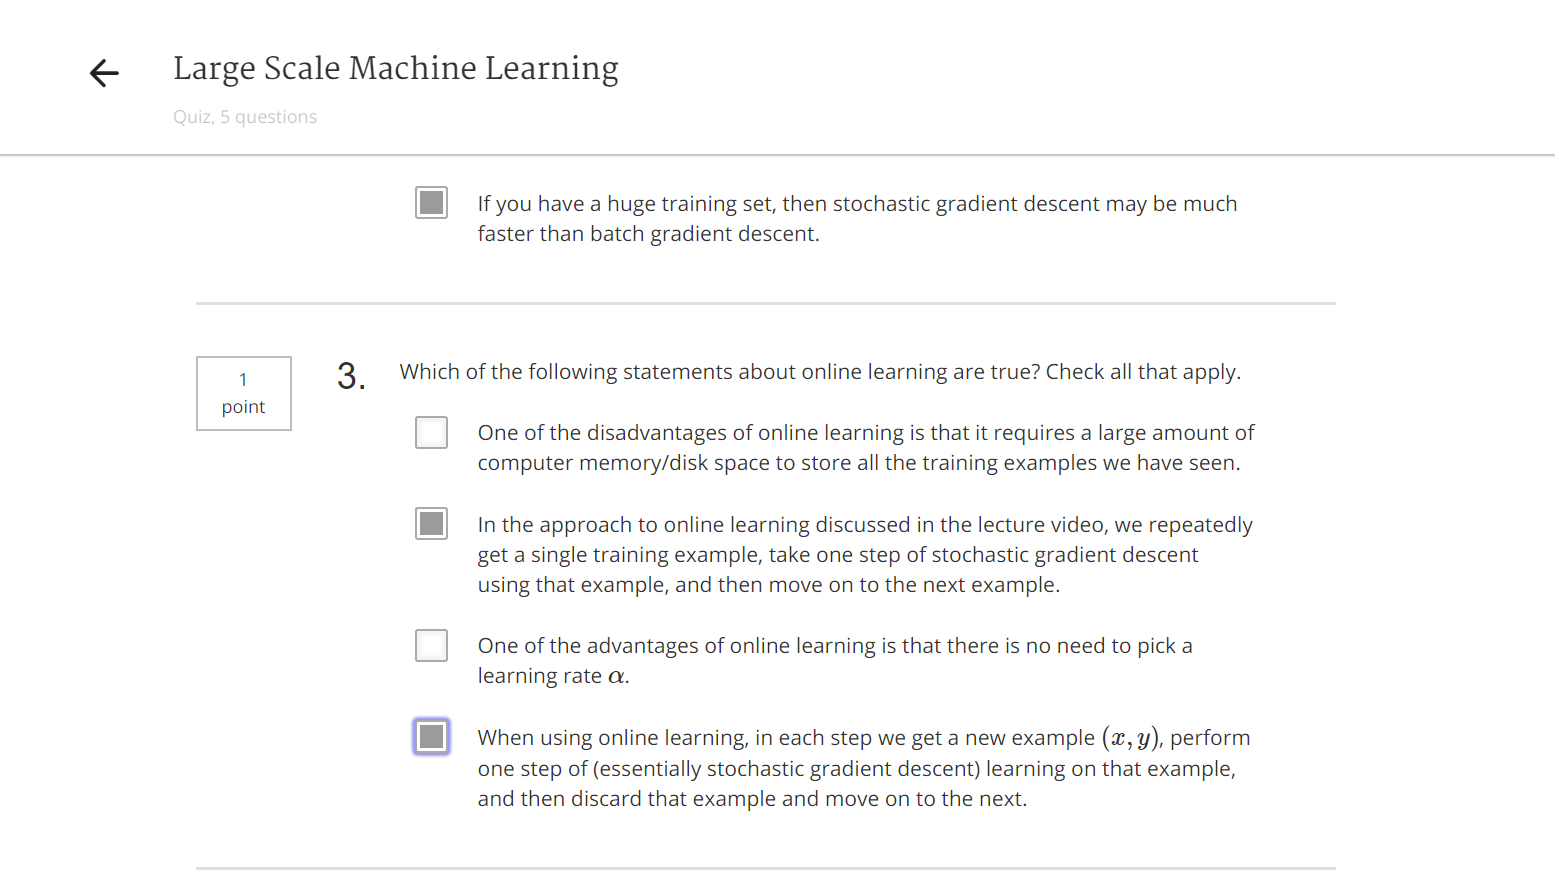 Large Scale Machine Learning
Quiz, 5 questions
If you have a huge training set, then stochastic gradient descent may be much
faster than batch gradient descent.
1
point
3.
Which of the following statements about online learning are true? Check all that apply.
One of the disadvantages of online learning is that it requires a large amount of
computer memory/disk space to store all the training examples we have seen.
In the approach to online learning discussed in the lecture video, we repeatedly
get a single training example, take one step of stochastic gradient descent
using that example, and then move on to the next example.
One of the advantages of online learning is that there is no need to pick a
learning rate α.
When using online learning, in each step we get a new example (x, y), perform
one step of (essentially stochastic gradient descent) learning on that example,
and then discard that example and move on to the next.